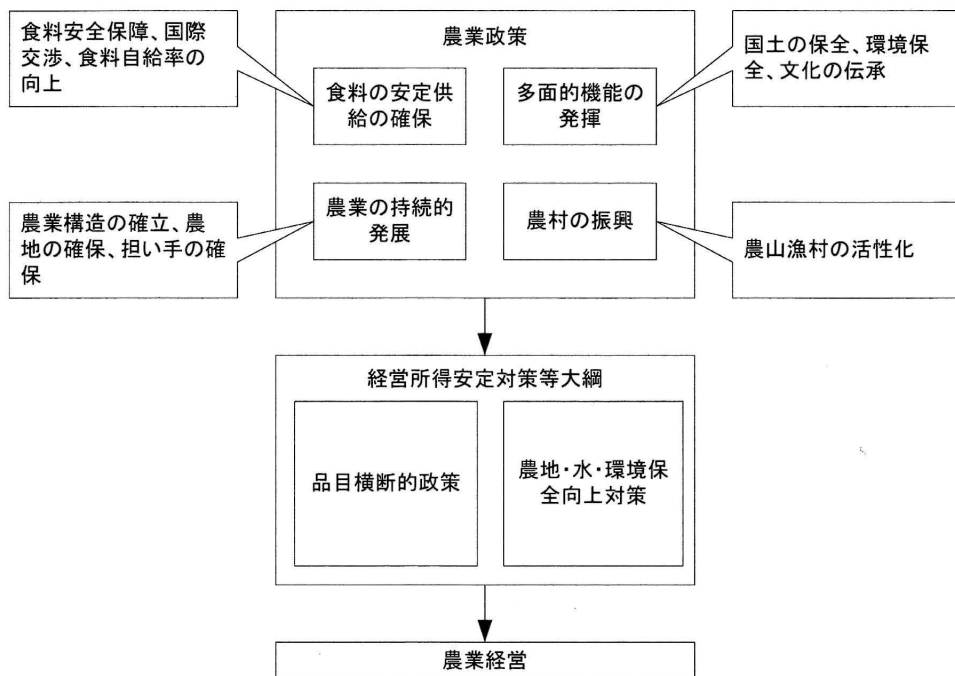 食料安全保障、国際
交渉、食料自給率の
向上
農業政策
国土の保全、環境保
全、文化の伝承
食料の安定供
給の確保
多面的機能の
発揮
農業構造の確立、農
地の確保、担い手の確
保
農業の持続的
発展
農村の振興
農山漁村の活性化
経営所得安定対策等大綱
品目横断的政策
農地・水・環境保
全向上対策
農業経営